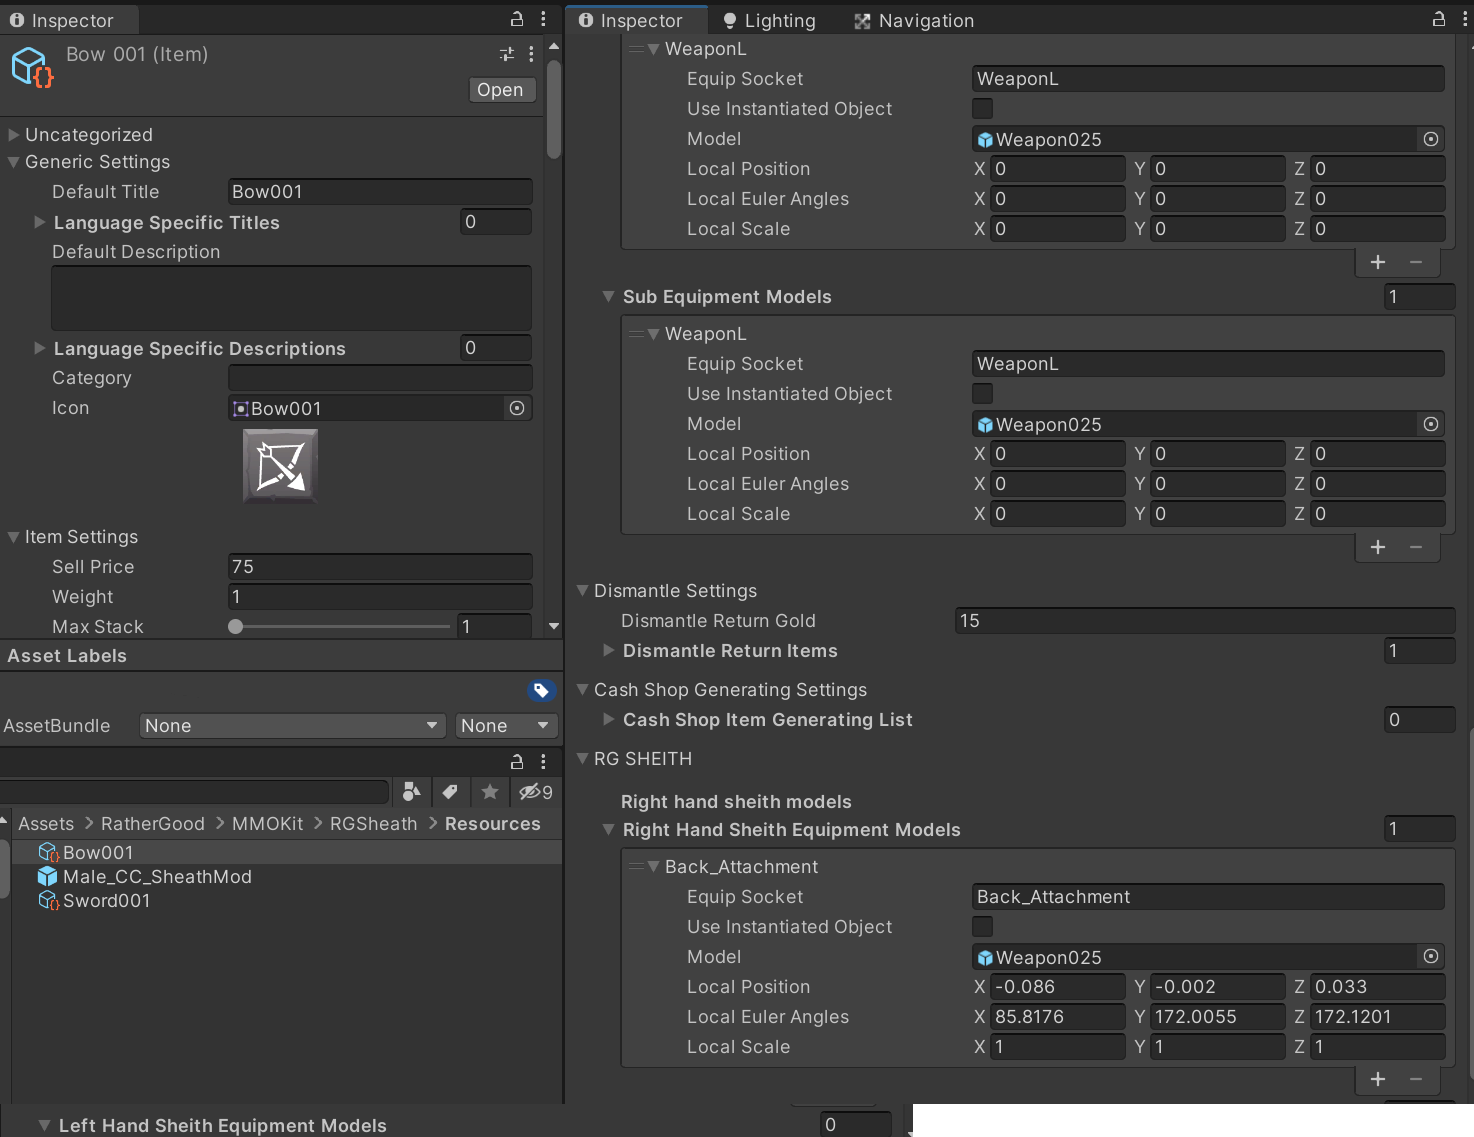 Inspector
Bow 001 (Item)
Open
Uncategorized
Generic Settings
Default Title Bow001
Language Specific Titles 0
Default Description
Language Specific Descriptions 0
Category
Icon Bow001
Item Settings
Sell Price 75
Weight 1
Max Stack 1
Asset Labels
AssetBundle None None
9
Assets > RatherGood > MMOKit > RGSheath > Resources
Bow001
Male_CC_SheathMod
Sword001
Inspector Lighting Navigation
WeaponL
Equip Socket WeaponL
Use Instantiated Object
Model Weapon025
Local Position X 0 Y 0 Z 0
Local Euler Angles X 0 Y 0 Z 0
Local Scale X 0 Y 0 Z 0
+ −
Sub Equipment Models 1
WeaponL
Equip Socket WeaponL
Use Instantiated Object
Model Weapon025
Local Position X 0 Y 0 Z 0
Local Euler Angles X 0 Y 0 Z 0
Local Scale X 0 Y 0 Z 0
+ −
Dismantle Settings
Dismantle Return Gold 15
Dismantle Return Items 1
Cash Shop Generating Settings
Cash Shop Item Generating List 0
RG SHEITH
Right hand sheith models
Right Hand Sheith Equipment Models 1
Back_Attachment
Equip Socket Back_Attachment
Use Instantiated Object
Model Weapon025
Local Position X -0.086 Y -0.002 Z 0.033
Local Euler Angles X 85.8176 Y 172.0055 Z 172.1201
Local Scale X 1 Y 1 Z 1
+ −
Left Hand Sheith Equipment Models 0